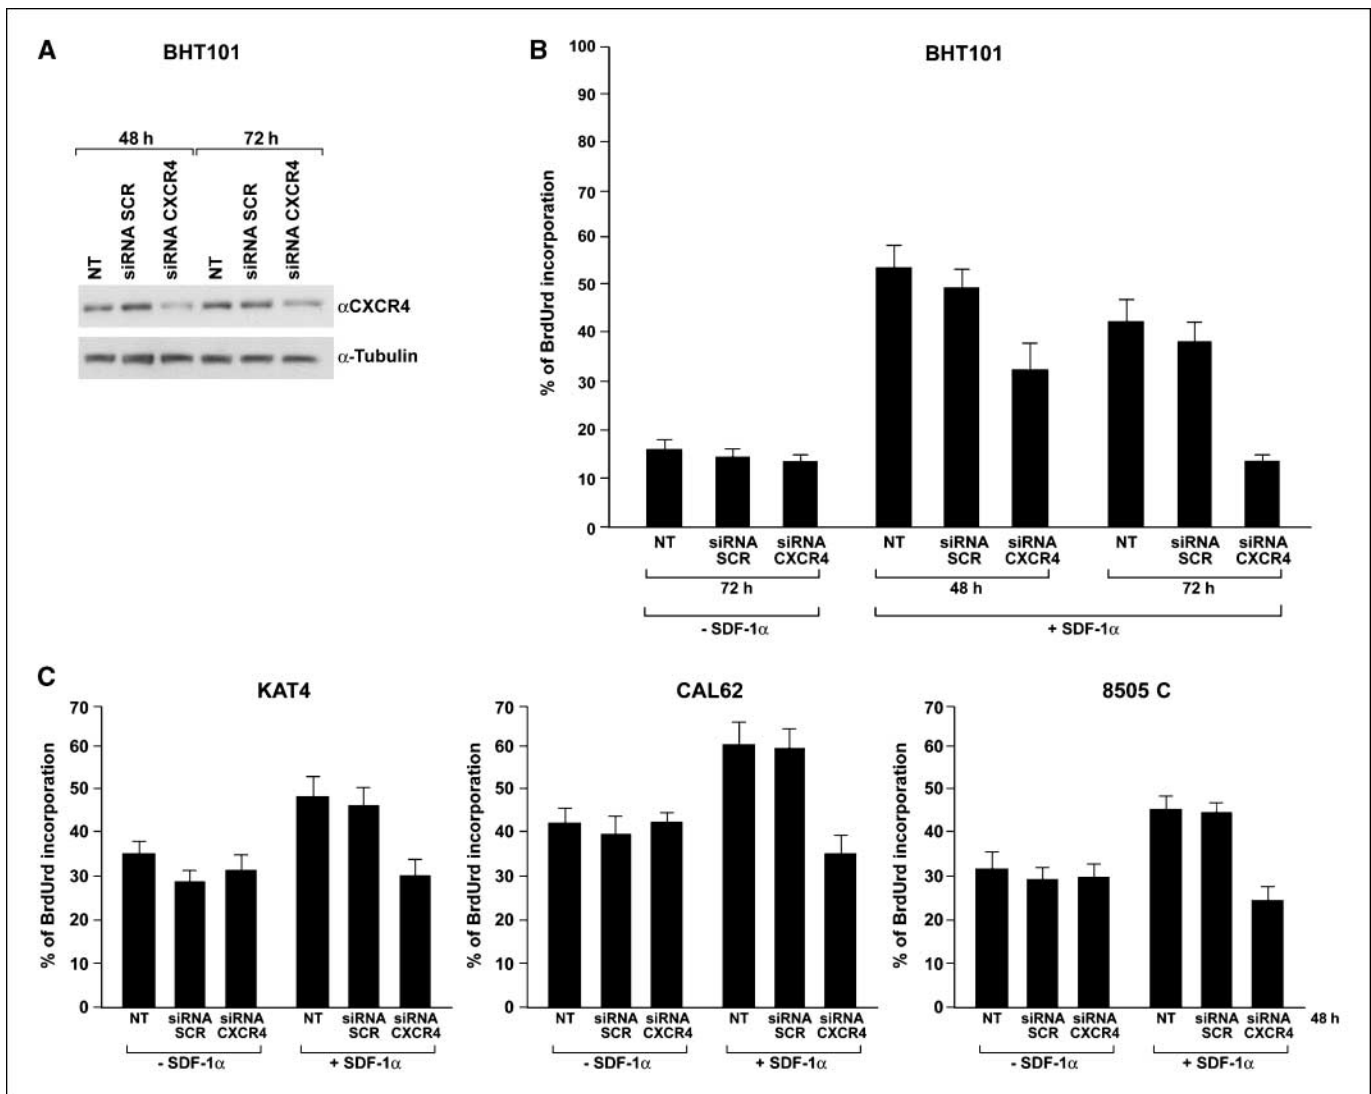 A
BHT101
48 h 72 h
NT siRNA SCR siRNA CXCR4 NT siRNA SCR siRNA CXCR4
αCXCR4
α-Tubulin
B
BHT101
% of BrdUrd incorporation
100
90
80
70
60
50
40
30
20
10
0
NT siRNA SCR siRNA CXCR4 NT siRNA SCR siRNA CXCR4 NT siRNA SCR siRNA CXCR4
72 h 48 h 72 h
- SDF-1α + SDF-1α
C
KAT4
% of BrdUrd incorporation
70
60
50
40
30
20
10
0
NT siRNA SCR siRNA CXCR4 NT siRNA SCR siRNA CXCR4
- SDF-1α + SDF-1α
CAL62
% of BrdUrd incorporation
70
60
50
40
30
20
10
0
NT siRNA SCR siRNA CXCR4 NT siRNA SCR siRNA CXCR4
- SDF-1α + SDF-1α
8505 C
% of BrdUrd incorporation
70
60
50
40
30
20
10
0
NT siRNA SCR siRNA CXCR4 NT siRNA SCR siRNA CXCR4 48 h
- SDF-1α + SDF-1α